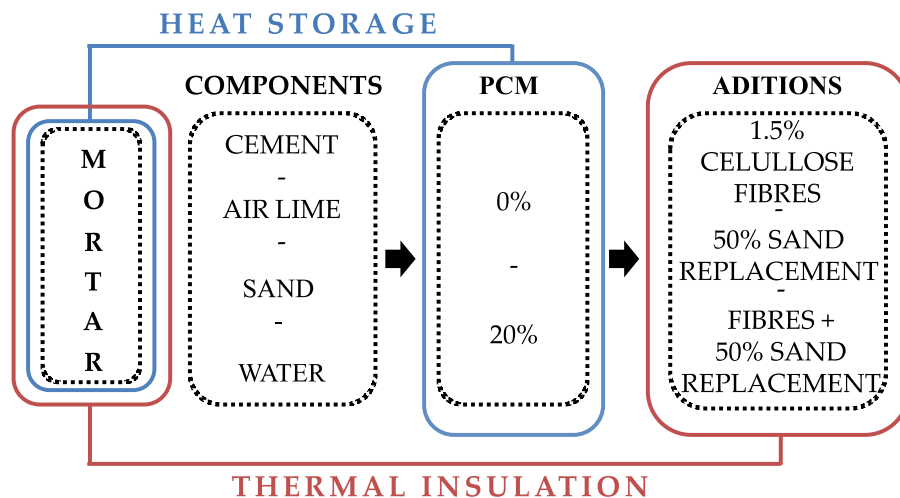 HEAT STORAGE
COMPONENTS
PCM
ADITIONS
M
O
R
T
A
R
CEMENT
-
AIR LIME
-
SAND
-
WATER
0%
-
20%
1.5%
CELULLOSE
FIBRES
-
50% SAND
REPLACEMENT
-
FIBRES +
50% SAND
REPLACEMENT
THERMAL INSULATION